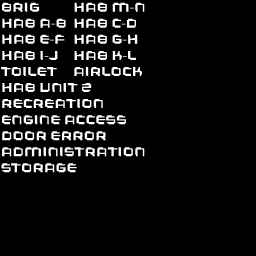 BRIG HAB M-N
HAB A-B HAB C-D
HAB E-F HAB G-H
HAB I-J HAB K-L
TOILET AIRLOCK
HAB UNIT 2
RECREATION
ENGINE ACCESS
DOOR ERROR
ADMINISTRATION
STORAGE